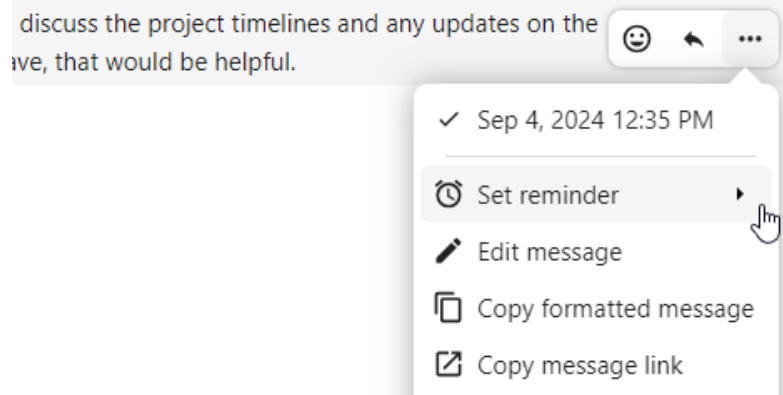 discuss the project timelines and any updates on the
ave, that would be helpful.
Sep 4, 2024 12:35 PM
Set reminder
Edit message
Copy formatted message
Copy message link